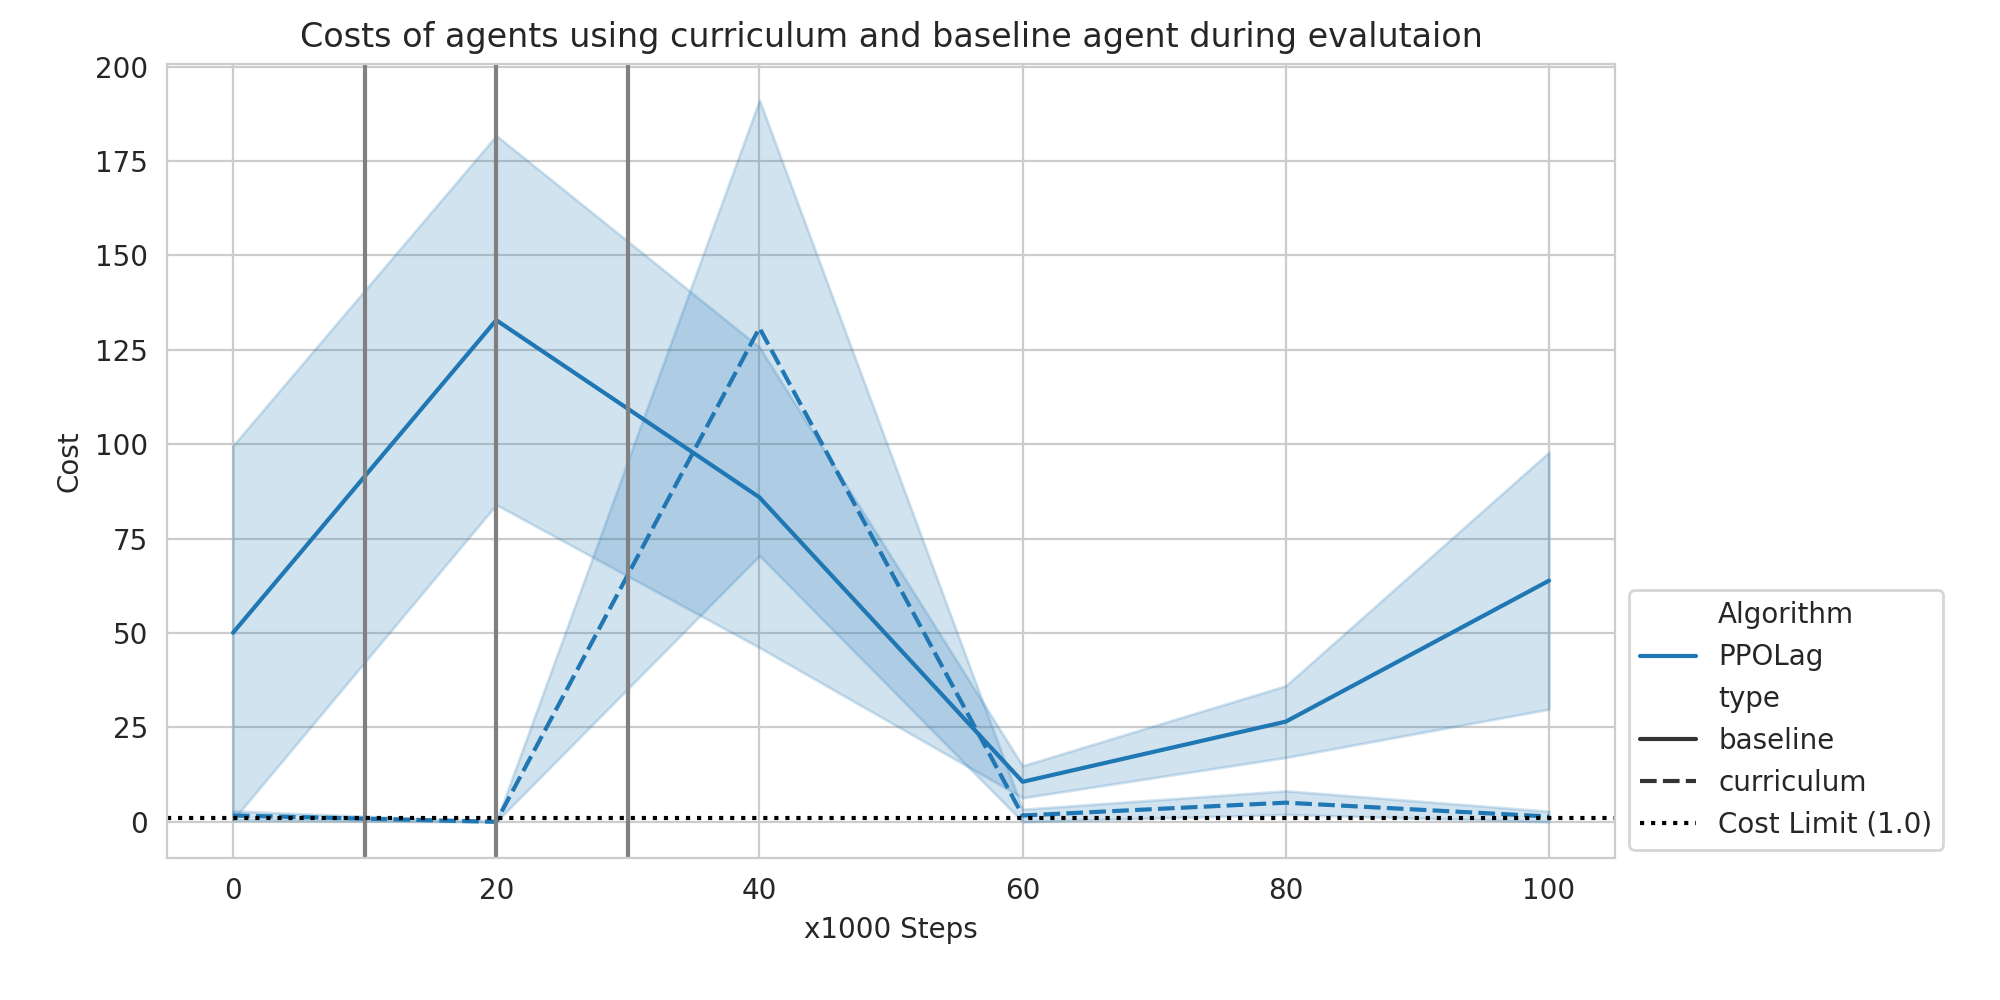 Costs of agents using curriculum and baseline agent during evalutaion
200
175
150
125
100
75
50
25
0
Cost
0 20 40 60 80 100
x1000 Steps
Algorithm
PPOLag
type
baseline
curriculum
Cost Limit (1.0)